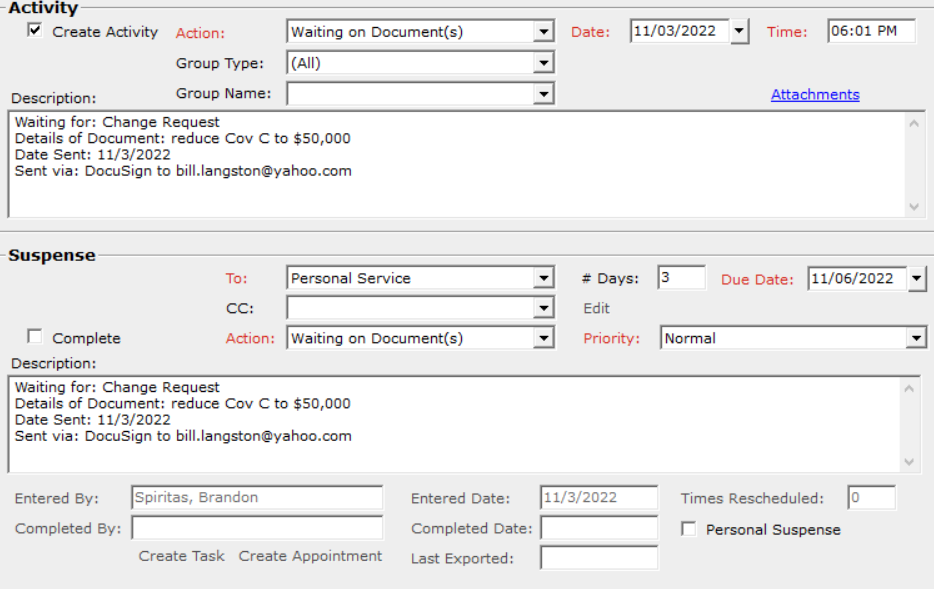 Activity
Create Activity Action: Waiting on Document(s) Date: 11/03/2022 Time: 06:01 PM
Group Type: (All)
Description: Group Name: Attachments
Waiting for: Change Request
Details of Document: reduce Cov C to $50,000
Date Sent: 11/3/2022
Sent via: DocuSign to bill.langston@yahoo.com
Suspense
To: Personal Service # Days: 3 Due Date: 11/06/2022
CC: Edit
Complete Action: Waiting on Document(s) Priority: Normal
Description:
Waiting for: Change Request
Details of Document: reduce Cov C to $50,000
Date Sent: 11/3/2022
Sent via: DocuSign to bill.langston@yahoo.com
Entered By: Spiritas, Brandon Entered Date: 11/3/2022 Times Rescheduled: 0
Completed By: Completed Date: Personal Suspense
Create Task Create Appointment Last Exported: